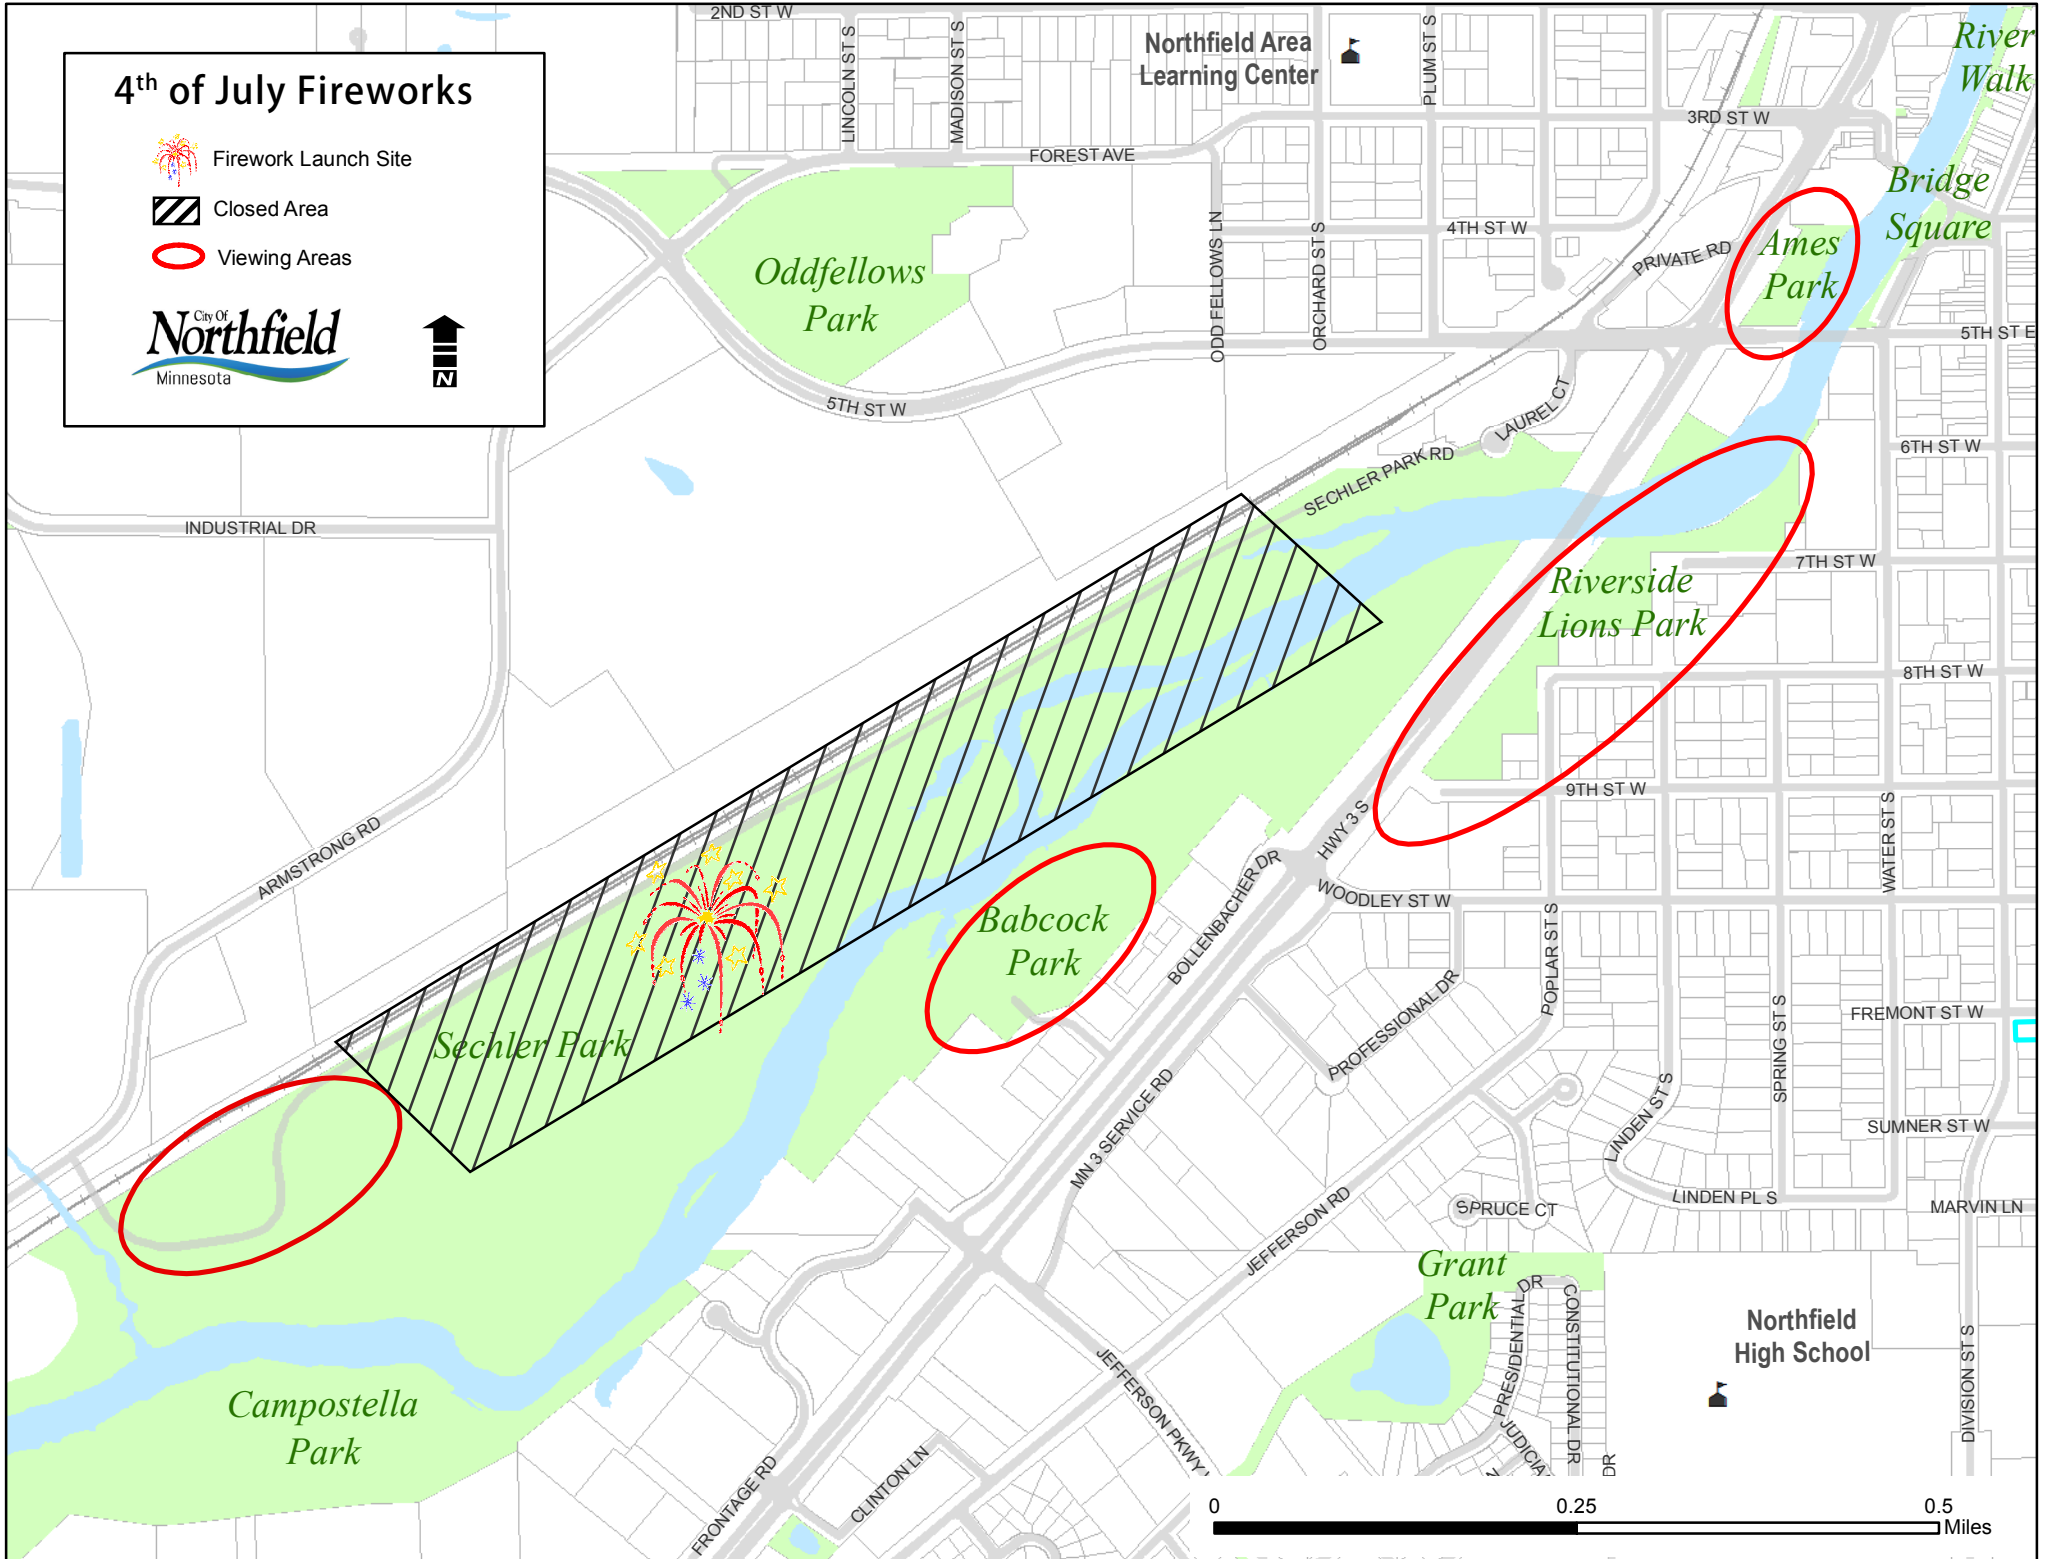 4th of July Fireworks
Firework Launch Site
Closed Area
Viewing Areas
City Of
Northfield
Minnesota
N
2ND ST W
LINCOLN ST S
MADISON ST S
Northfield Area
Learning Center
PLUM ST S
River
Walk
3RD ST W
FOREST AVE
Bridge
Square
Oddfellows
Park
ODD FELLOWS LN
ORCHARD ST S
4TH ST W
PRIVATE RD
Ames
Park
5TH ST E
5TH ST W
LAUREL CT
SECHLER PARK RD
6TH ST W
INDUSTRIAL DR
7TH ST W
Riverside
Lions Park
8TH ST W
9TH ST W
ARMSTRONG RD
HWY 3 S
WATER ST S
BOLLENBACHER DR
WOODLEY ST W
Babcock
Park
POPLAR ST S
PROFESSIONAL DR
SPRING ST S
FREMONT ST W
Sechler Park
MN 3 SERVICE RD
LINDEN ST S
SUMNER ST W
LINDEN PL S
SPRUCE CT
MARVIN LN
JEFFERSON RD
Grant
Park
PRESIDENTIAL DR
CONSTITUTIONAL DR
Northfield
High School
DIVISION ST S
Campostella
Park
JEFFERSON PKWY
JUDICIA
N
DR
FRONTAGE RD
CLINTON LN
0 0.25 0.5
Miles